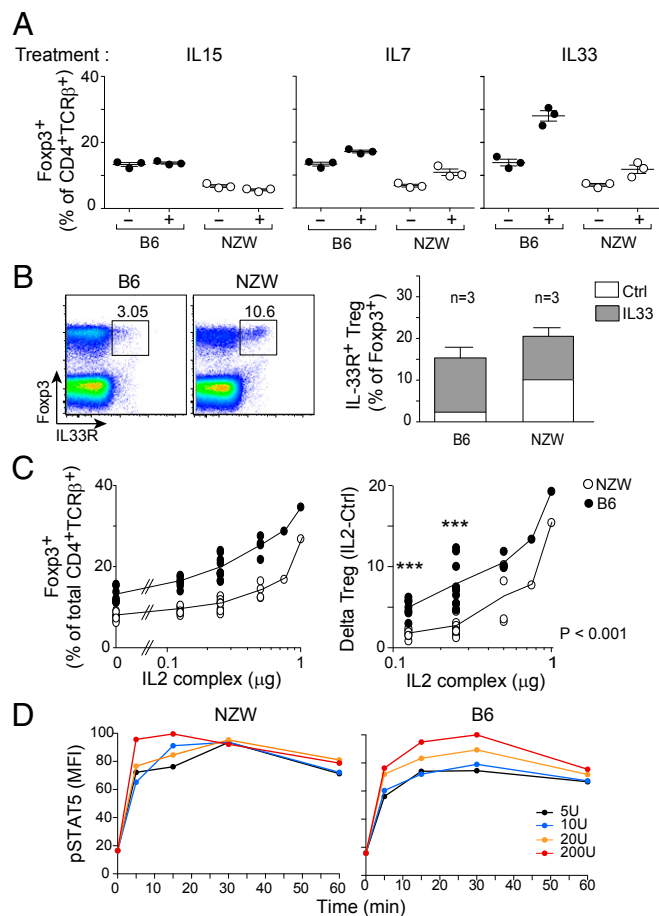 A
Treatment : IL15 IL7 IL33
Foxp3+
(% of CD4+TCRβ+)
40
20
0
− + − + − + − + − + − +
B6 NZW B6 NZW B6 NZW
B
B6 NZW
3.05 10.6
Foxp3
IL33R
IL-33R+ Treg
(% of Foxp3+)
30
20
10
0
n=3 n=3
B6 NZW
Ctrl
IL33
C
Foxp3+
(% of total CD4+TCRβ+)
40
20
0
0 0.1 1
IL2 complex (µg)
Delta Treg (IL2-Ctrl)
20
10
0
*** ***
0.1 1
IL2 complex (µg)
NZW
B6
P < 0.001
D
NZW B6
pSTAT5 (MFI)
100
80
60
40
20
0
0 10 20 30 40 50 60 0 10 20 30 40 50 60
5U
10U
20U
200U
Time (min)